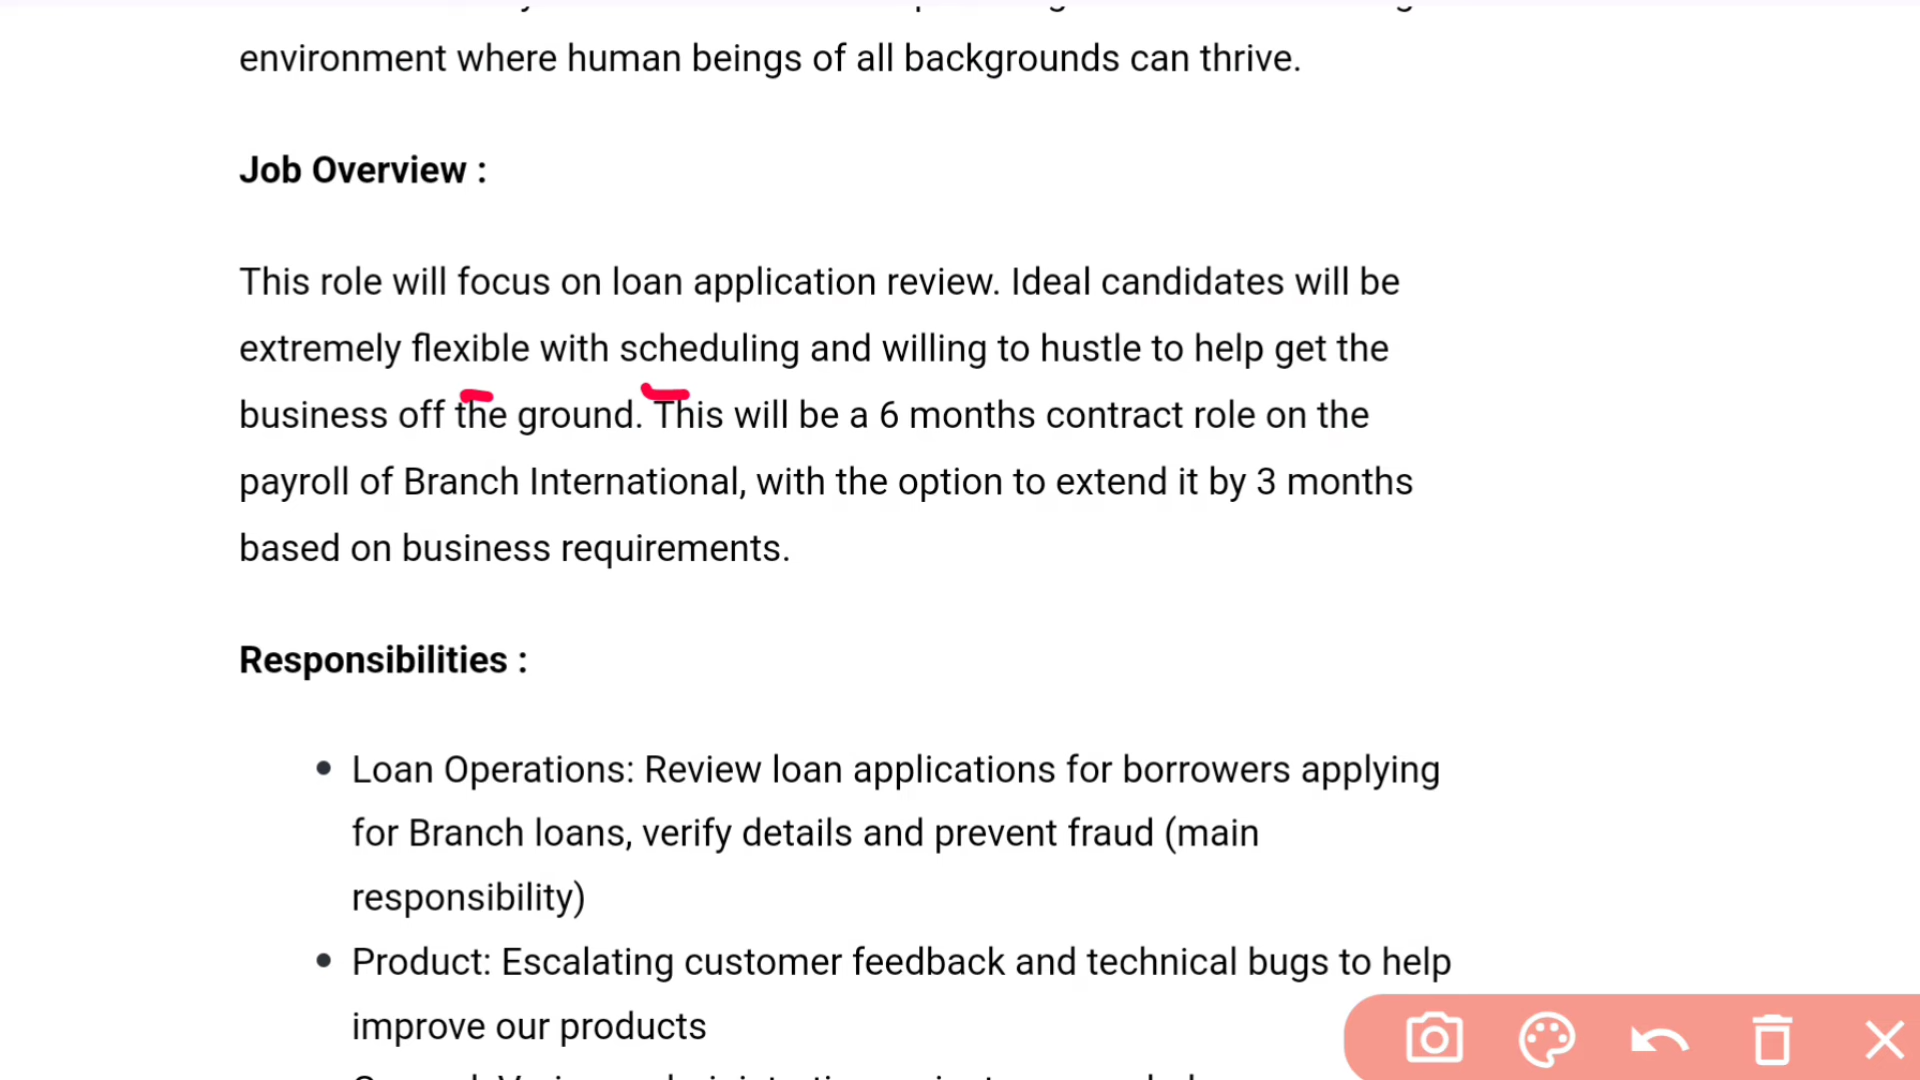 environment where human beings of all backgrounds can thrive.
Job Overview :
This role will focus on loan application review. Ideal candidates will be
extremely flexible with scheduling and willing to hustle to help get the
business off the ground. This will be a 6 months contract role on the
payroll of Branch International, with the option to extend it by 3 months
based on business requirements.
Responsibilities :
• Loan Operations: Review loan applications for borrowers applying
for Branch loans, verify details and prevent fraud (main
responsibility)
• Product: Escalating customer feedback and technical bugs to help
improve our products